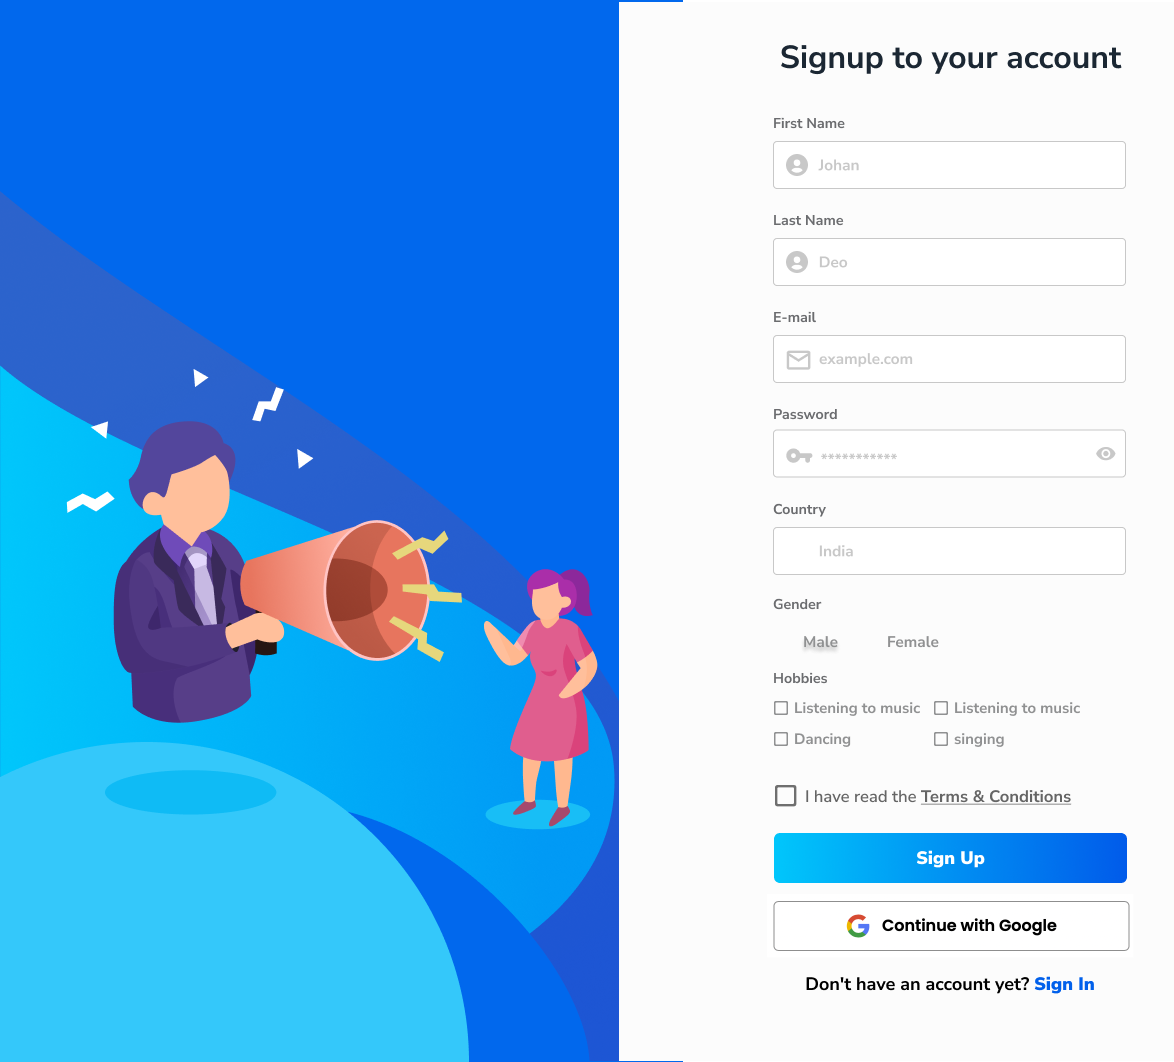 Signup to your account
First Name
Johan
Last Name
Deo
E-mail
example.com
Password
***********
Country
India
Gender
Male Female
Hobbies
Listening to music Listening to music
Dancing singing
I have read the Terms & Conditions
Sign Up
Continue with Google
Don't have an account yet? Sign In